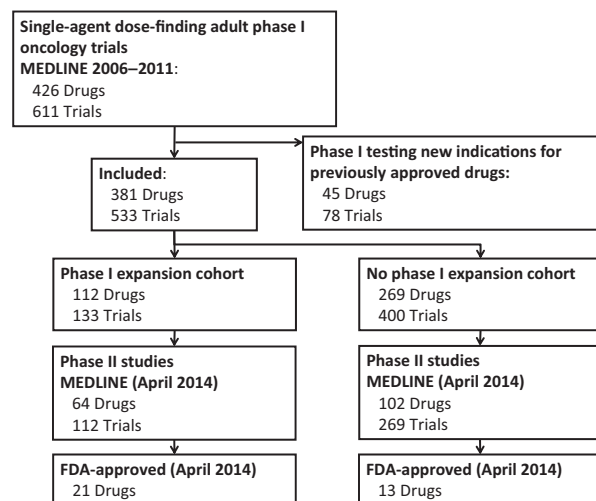 Single-agent dose-finding adult phase I
oncology trials
MEDLINE 2006–2011:
426 Drugs
611 Trials
Phase I testing new indications for
previously approved drugs:
45 Drugs
78 Trials
Included:
381 Drugs
533 Trials
Phase I expansion cohort
112 Drugs
133 Trials
No phase I expansion cohort
269 Drugs
400 Trials
Phase II studies
MEDLINE (April 2014)
64 Drugs
112 Trials
Phase II studies
MEDLINE (April 2014)
102 Drugs
269 Trials
FDA-approved (April 2014)
21 Drugs
FDA-approved (April 2014)
13 Drugs